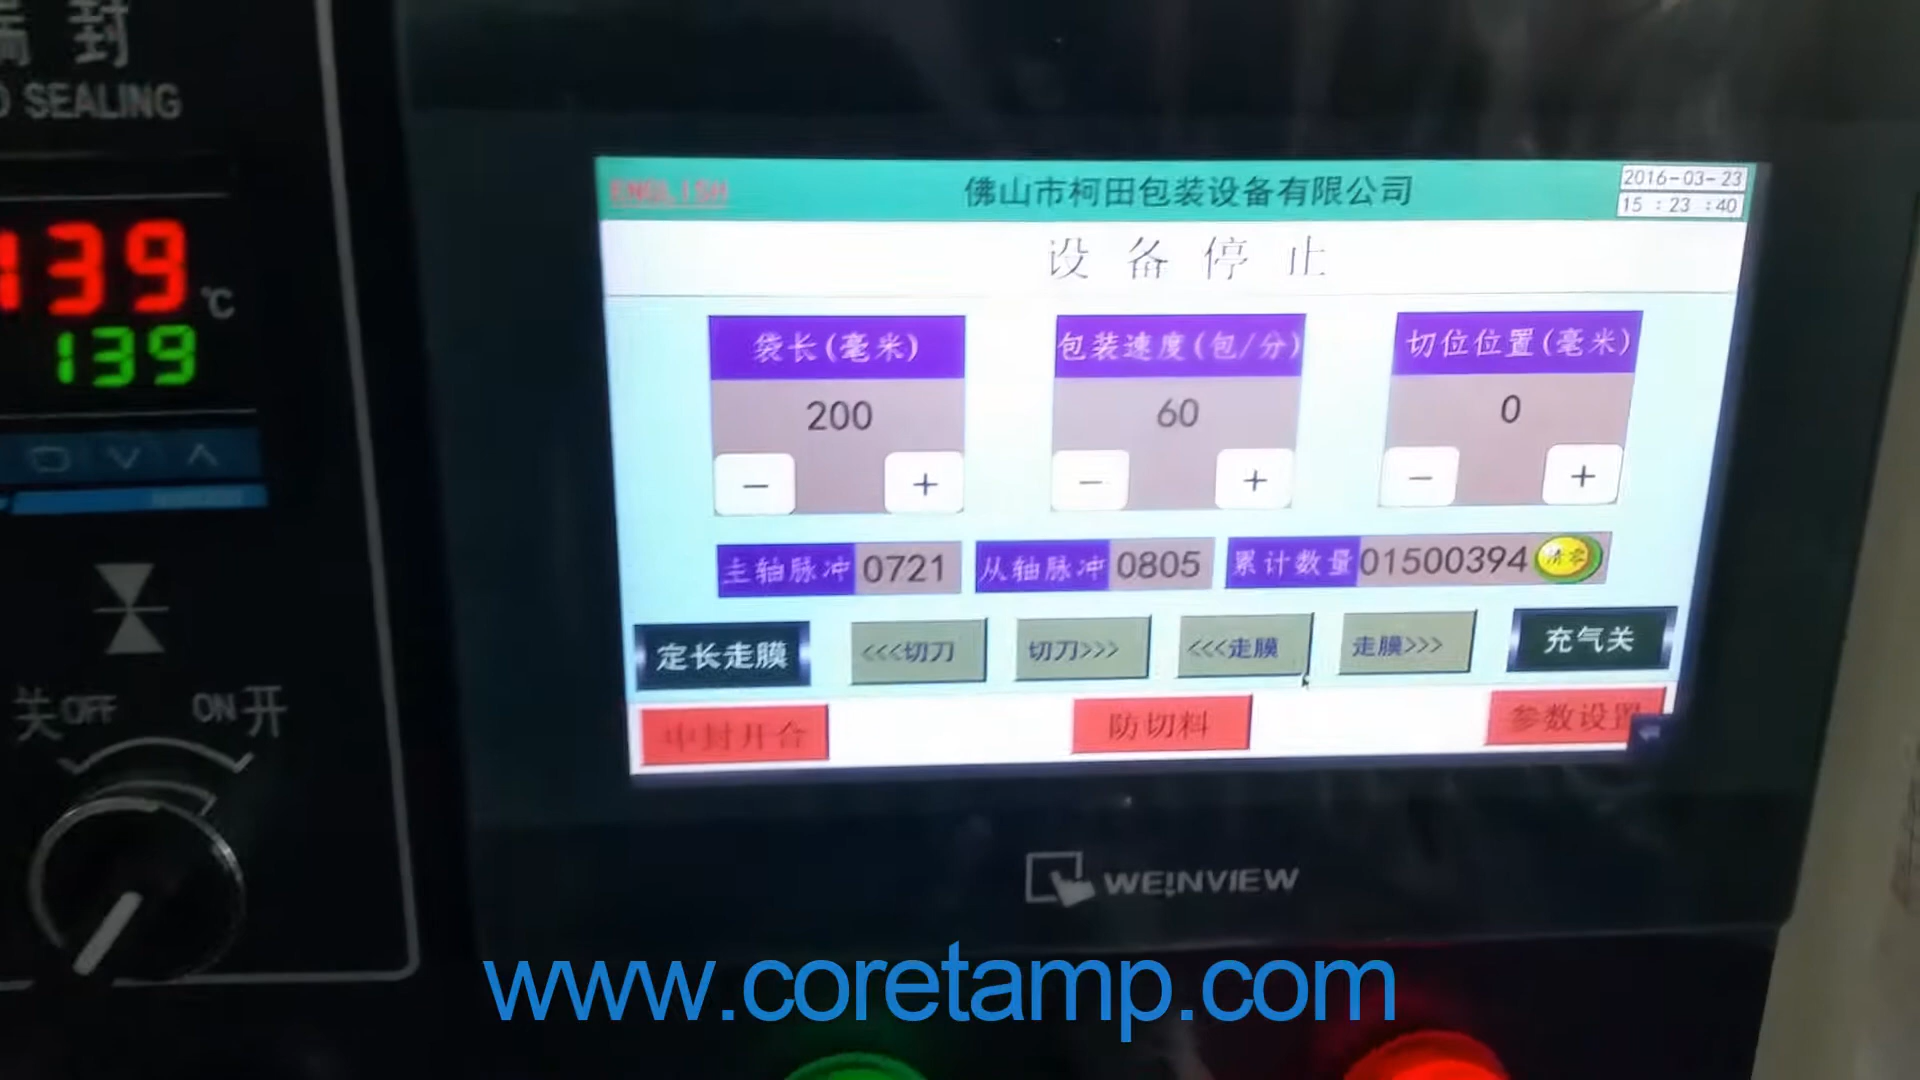 封
SEALING
139 ℃
139
关OFF ON开
ENGLISH 佛山市柯田包装设备有限公司 2016-03-23
15 : 23 : 40
设备停止
袋长(毫米) 包装速度(包/分) 切位位置(毫米)
200 60 0
- + - + - +
主轴脉冲 0721 从轴脉冲 0805 累计数量 01500394 清零
定长走膜 <<<切刀 切刀>>> <<<走膜 走膜>>> 充气关
中封开合 防切料 参数设置
WEINVIEW
www.coretamp.com